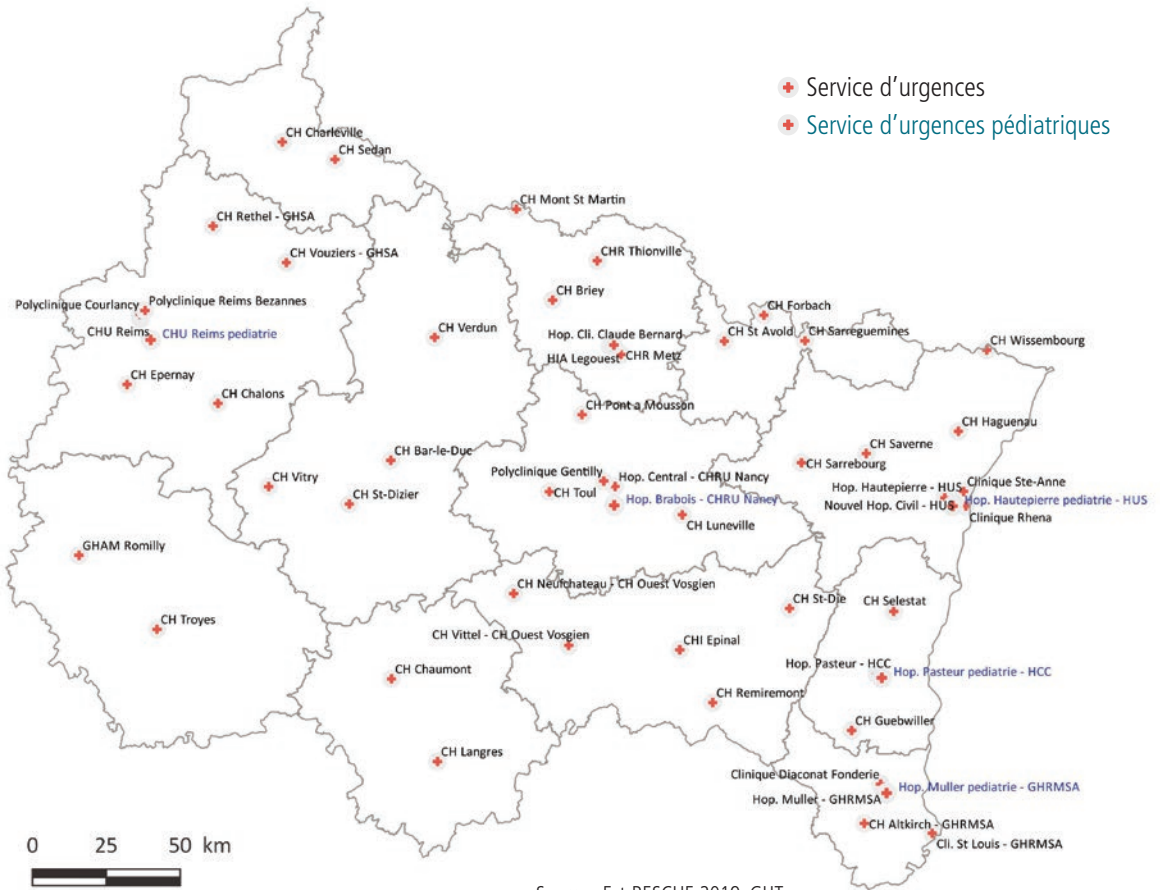 Service d'urgences
Service d'urgences pédiatriques
CH Charleville
CH Sedan
CH Mont St Martin
CH Rethel - GHSA
CHR Thionville
CH Vouziers - GHSA
CH Briey
Polyclinique Courlancy
Polyclinique Reims Bezannes
CH Forbach
CHU Reims
CHU Reims pediatrie
CH Verdun
Hop. Cli. Claude Bernard
CH St Avold
CH Sarreguemines
CH Wissembourg
HIA Legouest
CHR Metz
CH Epernay
CH Chalons
CH Pont a Mousson
CH Haguenau
CH Bar-le-Duc
CH Saverne
CH Sarrebourg
CH Vitry
CH St-Dizier
Polyclinique Gentilly
Hop. Central - CHRU Nancy
CH Toul
Hop. Brabois - CHRU Nancy
CH Luneville
Hop. Hautepierre - HUS
Clinique Ste-Anne
Hop. Hautepierre pediatrie - HUS
Nouvel Hop. Civil - HUS
Clinique Rhena
GHAM Romilly
CH Neufchateau - CH Ouest Vosgien
CH St-Die
CH Selestat
CH Troyes
CH Vittel - CH Ouest Vosgien
CHI Epinal
CH Chaumont
Hop. Pasteur - HCC
Hop. Pasteur pediatrie - HCC
CH Remiremont
CH Guebwiller
CH Langres
Clinique Diaconat Fonderie
Hop. Muller pediatrie - GHRMSA
Hop. Muller - GHRMSA
CH Altkirch - GHRMSA
Cli. St Louis - GHRMSA
0 25 50 km